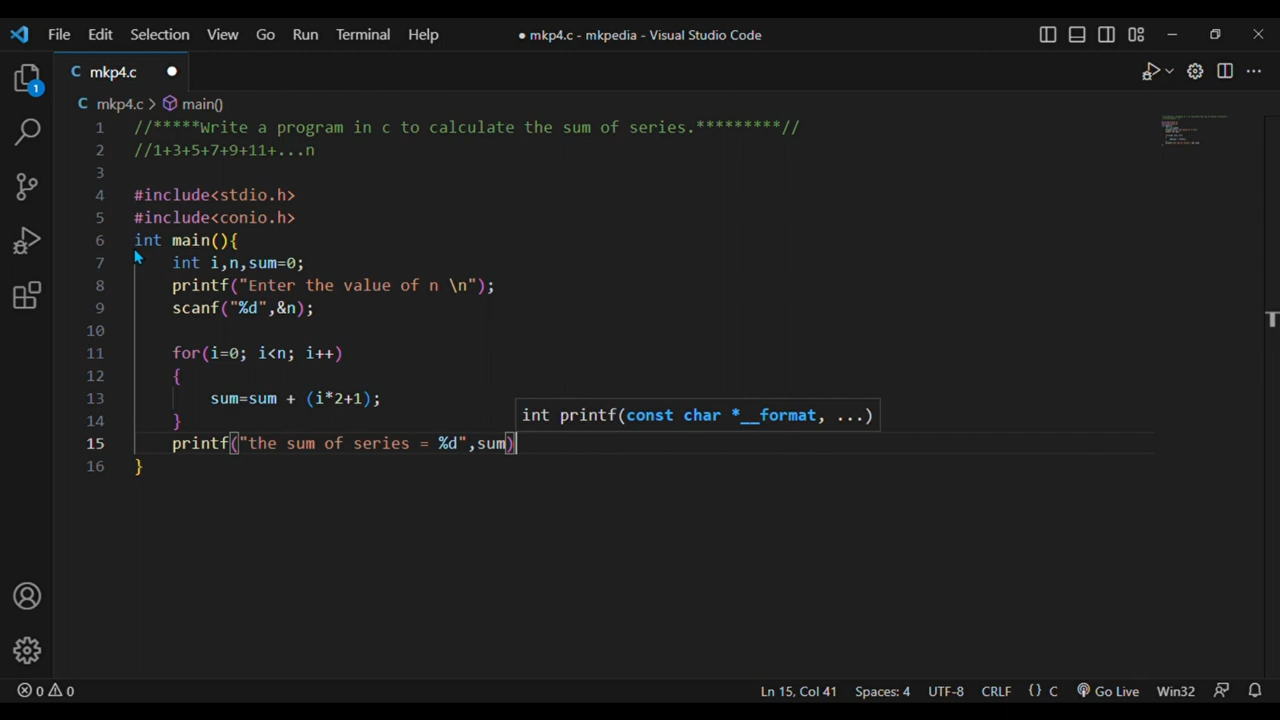 File Edit Selection View Go Run Terminal Help ● mkp4.c - mkpedia - Visual Studio Code
C mkp4.c ●
C mkp4.c > main()
1 //*****Write a program in c to calculate the sum of series.*********//
2 //1+3+5+7+9+11+...n
3
4 #include<stdio.h>
5 #include<conio.h>
6 int main(){
7 int i,n,sum=0;
8 printf("Enter the value of n \n");
9 scanf("%d",&n);
10
11 for(i=0; i<n; i++)
12 {
13 sum=sum + (i*2+1);
14 }
int printf(const char *__format, ...)
15 printf("the sum of series = %d",sum)
16 }
1
T
0 0 Ln 15, Col 41 Spaces: 4 UTF-8 CRLF {} C Go Live Win32